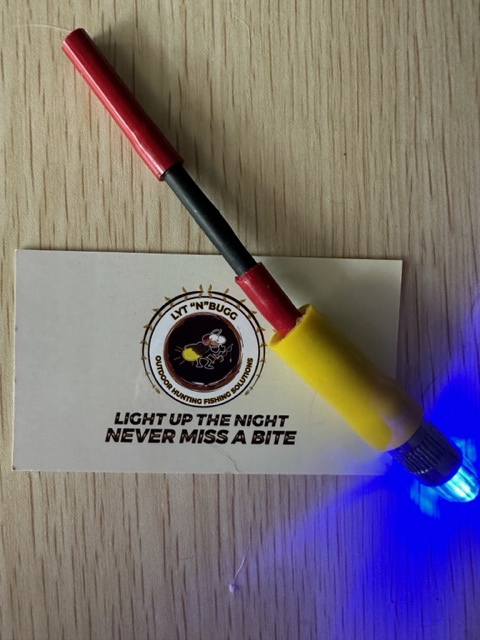 LYT "N" BUGG
OUTDOOR HUNTING FISHING SOLUTIONS
LIGHT UP THE NIGHT
NEVER MISS A BITE